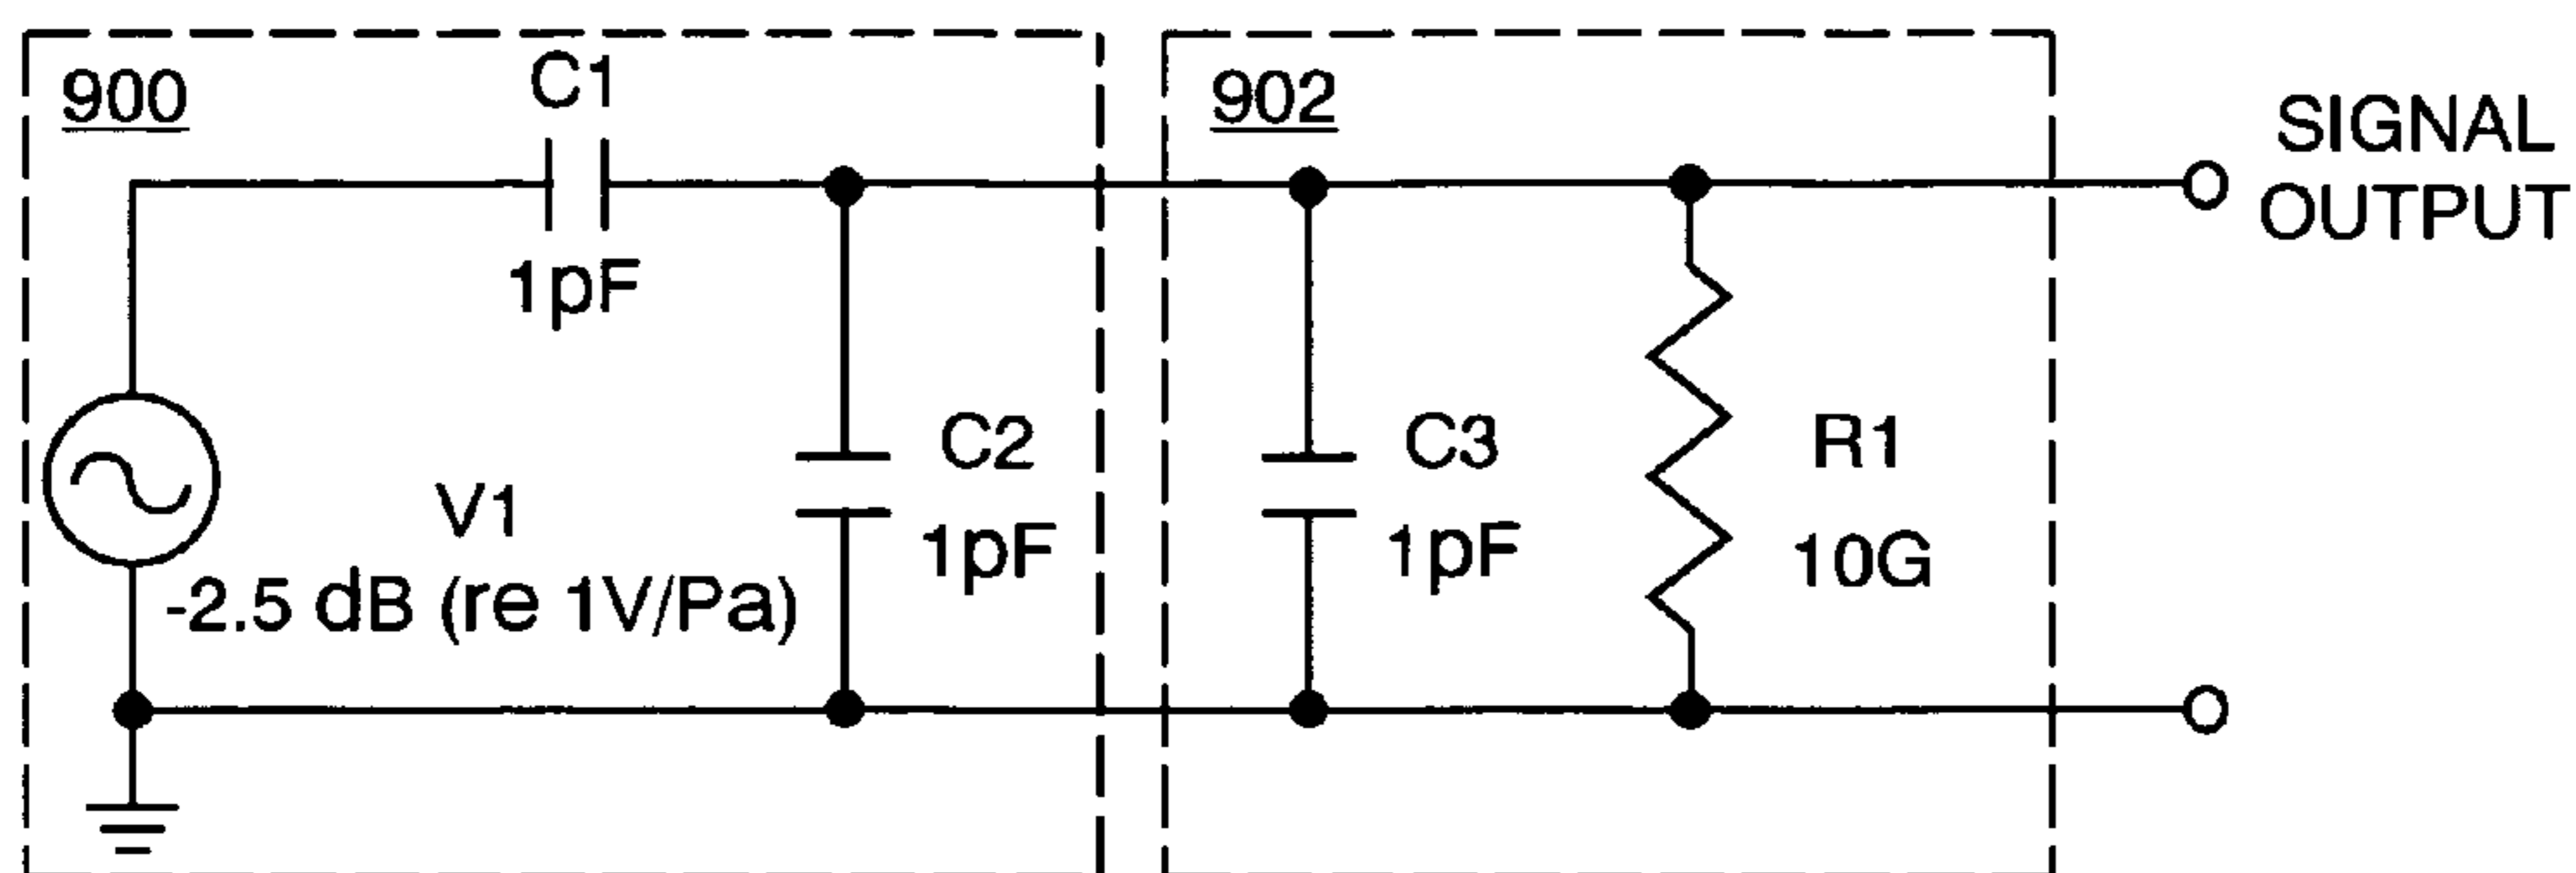 900
C1
1pF
V1
-2.5 dB (re 1V/Pa)
C2
1pF
902
C3
1pF
R1
10G
SIGNAL
OUTPUT